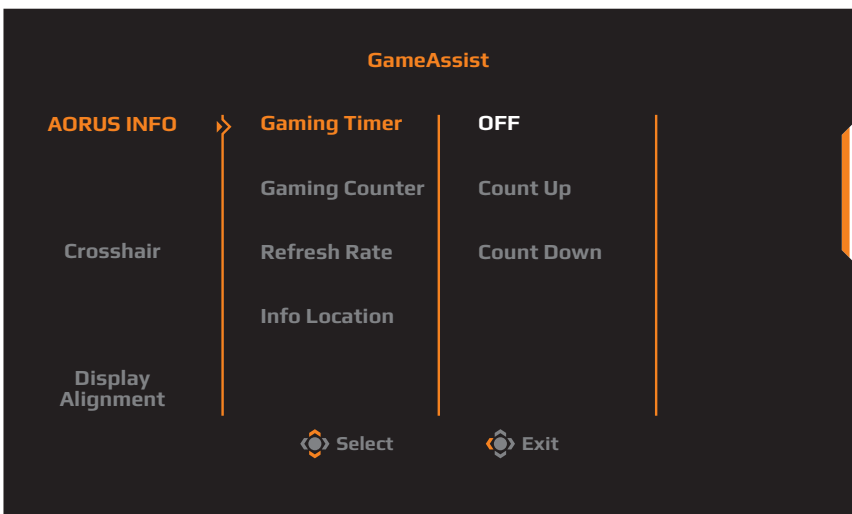 GameAssist
AORUS INFO
Gaming Timer
OFF
Gaming Counter
Count Up
Crosshair
Refresh Rate
Count Down
Info Location
Display
Alignment
Select
Exit